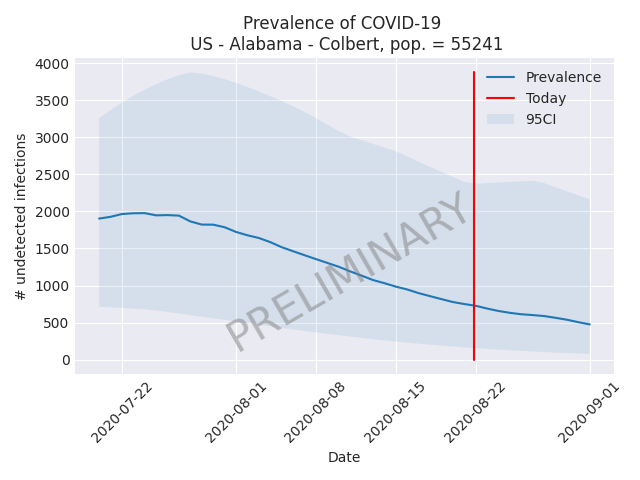 Prevalence of COVID-19
US - Alabama - Colbert, pop. = 55241
4000
3500
3000
2500
2000
1500
1000
500
0
# undetected infections
Prevalence
Today
95CI
PRELIMINARY
2020-07-22
2020-08-01
2020-08-08
2020-08-15
2020-08-22
2020-09-01
Date